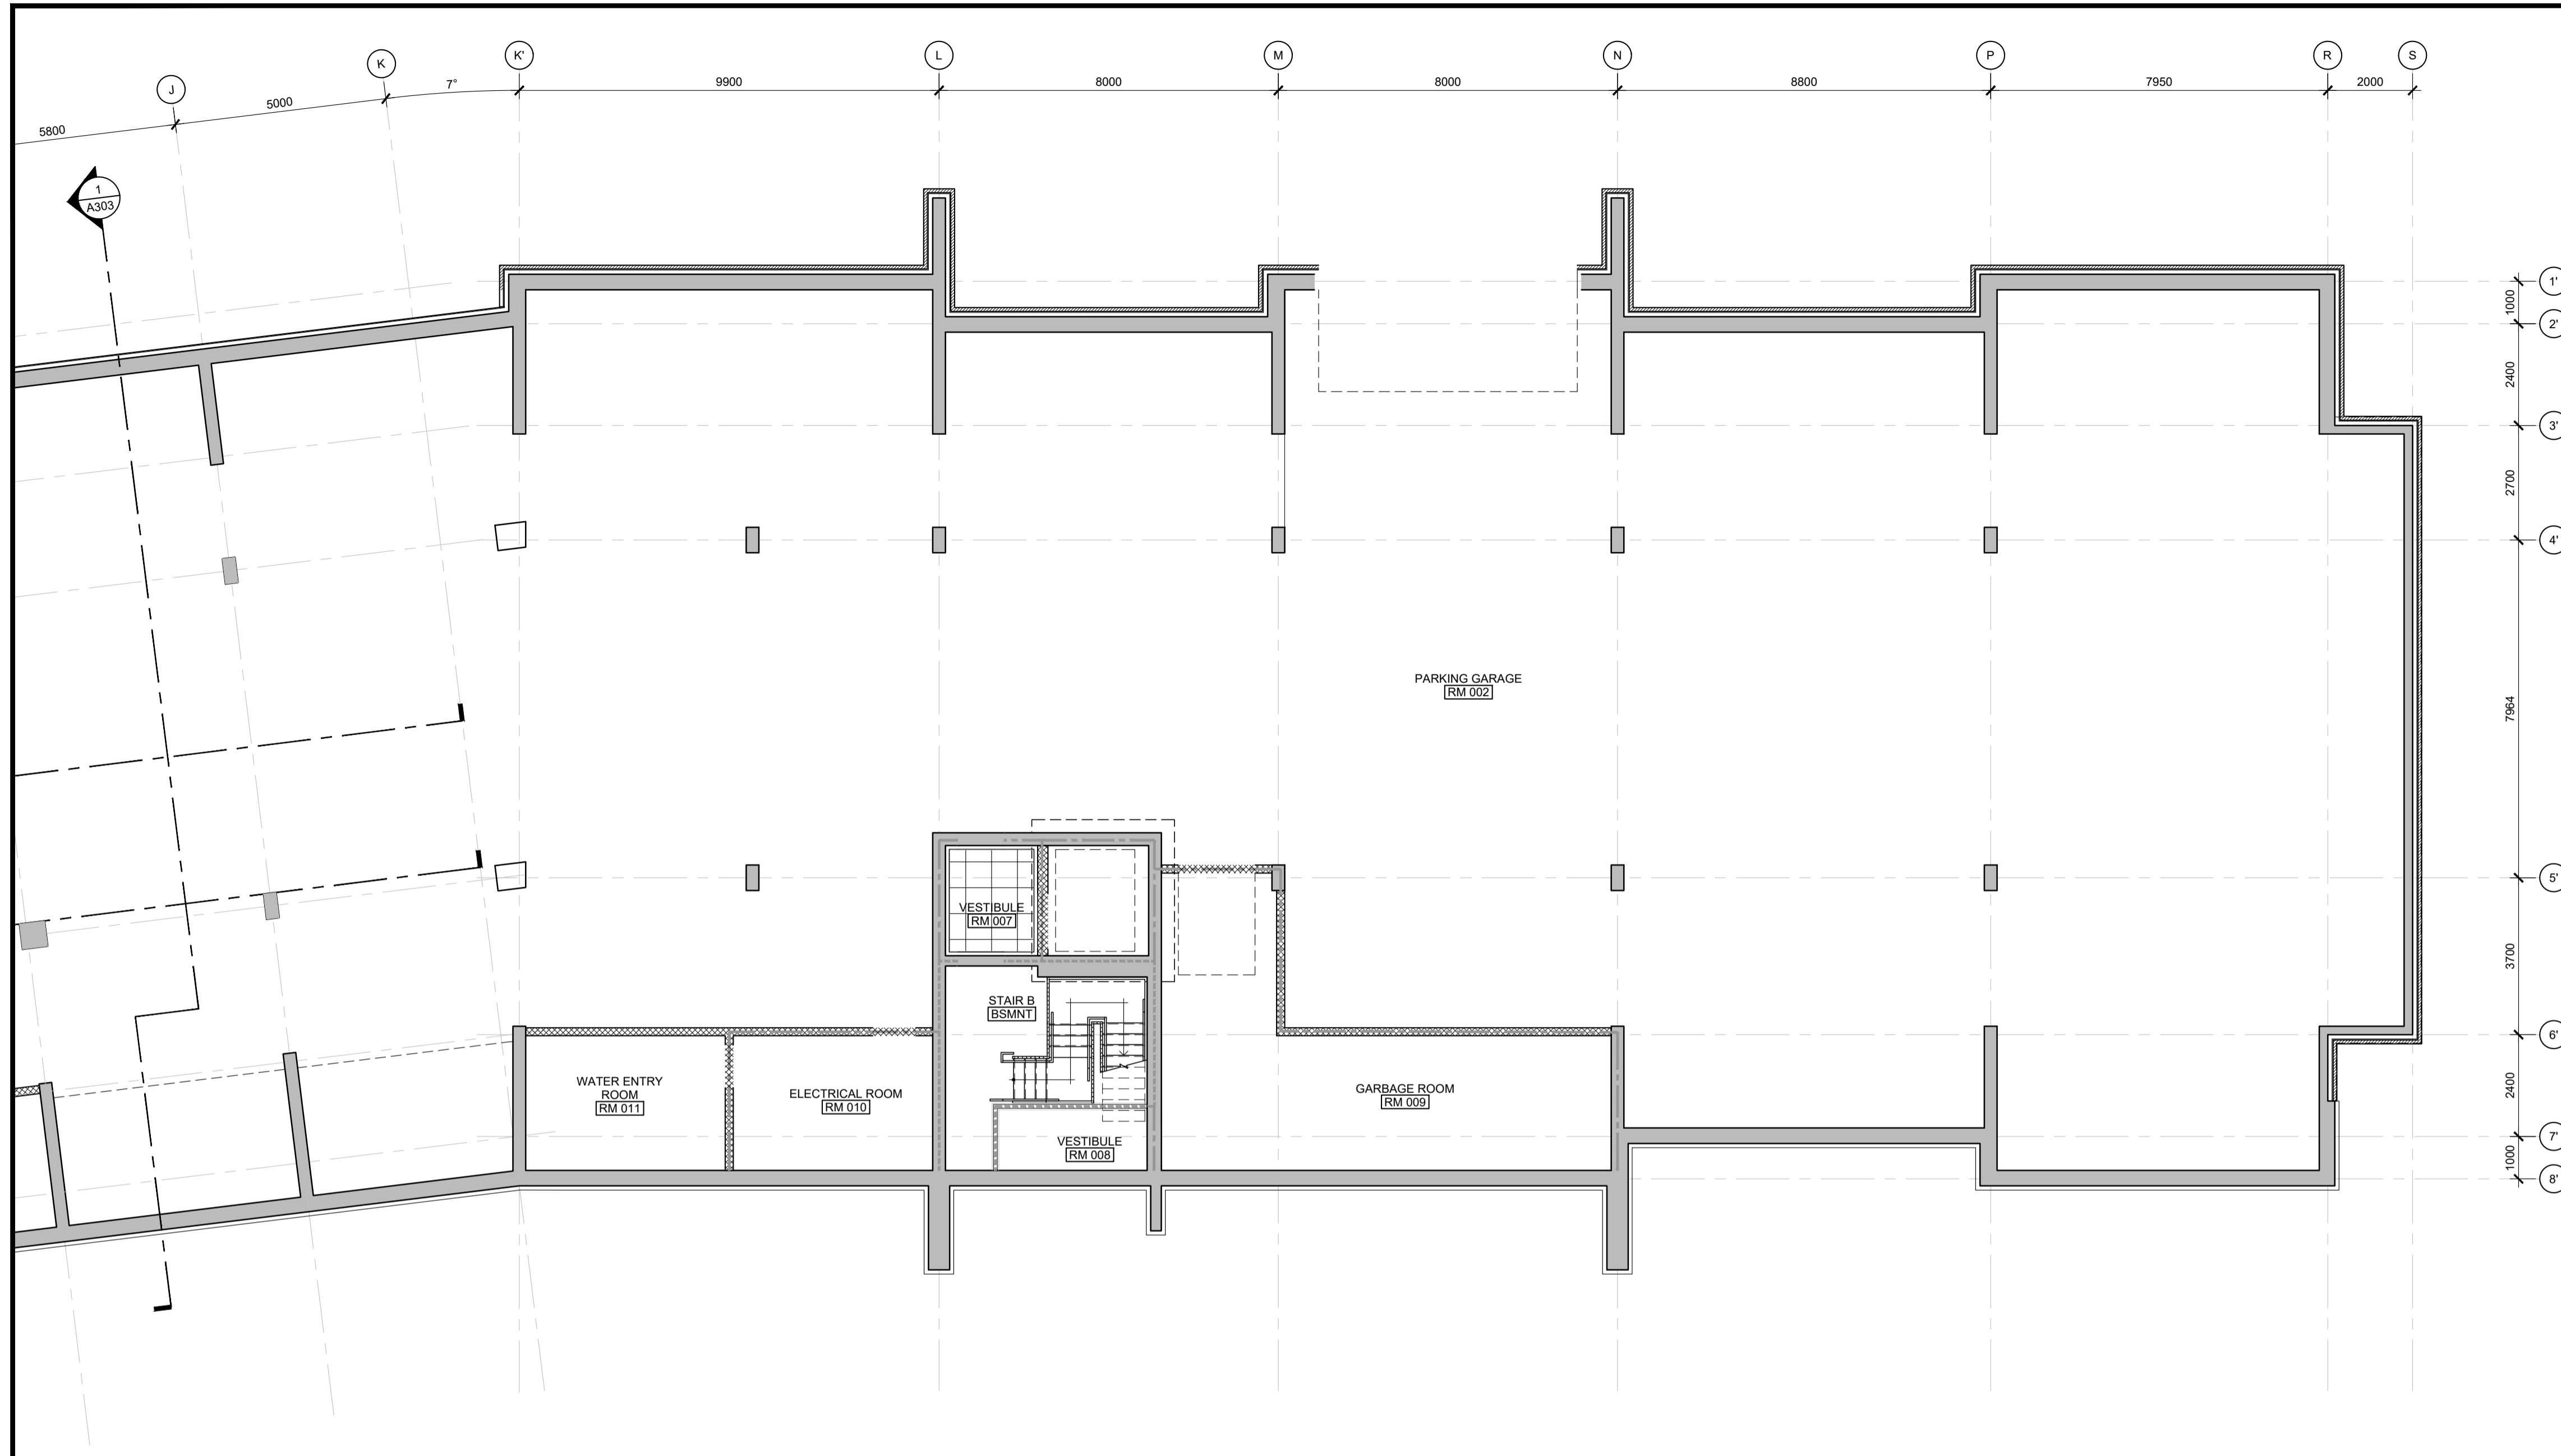 K'
L
M
N
P
R
S
K
J
9900
8000
8000
8800
7950
2000
7°
5000
5800
1
A303
1'
1000
2'
2400
3'
2700
4'
PARKING GARAGE
RM 002
7964
5'
VESTIBULE
RM 007
3700
STAIR B
BSMNT
6'
WATER ENTRY
ROOM
RM 011
ELECTRICAL ROOM
RM 010
GARBAGE ROOM
RM 009
2400
VESTIBULE
RM 008
7'
1000
8'